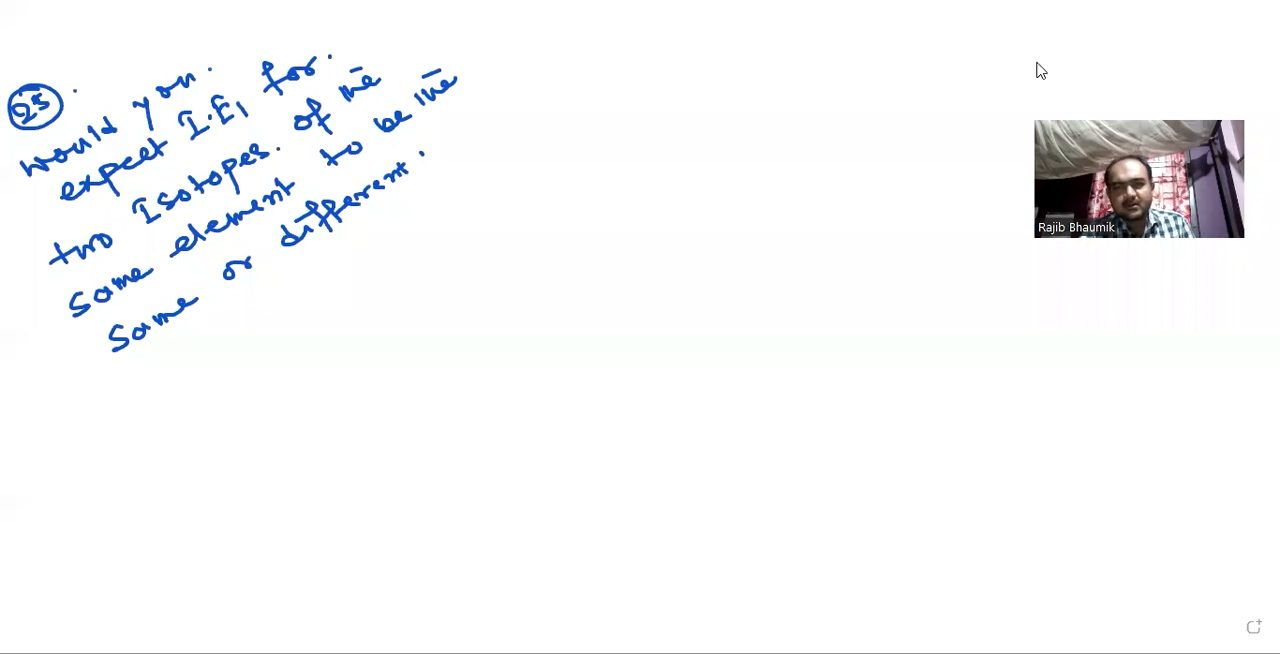 25.
would you.
expect I.E1 for.
two Isotopes. of the
same element to be the
same or different.
Rajib Bhaumik